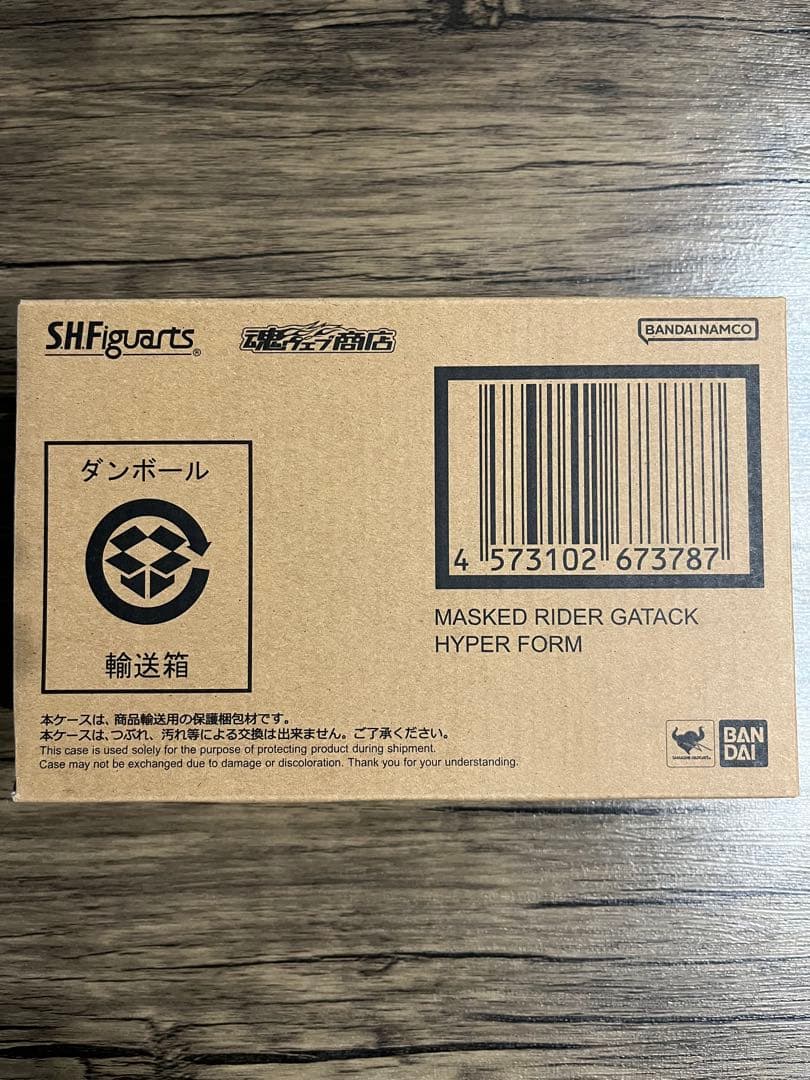 S.H.Figuarts®
魂ウェブ商店
BANDAI NAMCO
ダンボール
輸送箱
4 573102 673787
MASKED RIDER GATACK
HYPER FORM
本ケースは、商品輸送用の保護梱包材です。
本ケースは、つぶれ、汚れ等による交換は出来ません。ご了承ください。
This case is used solely for the purpose of protecting product during shipment.
Case may not be exchanged due to damage or discoloration. Thank you for your understanding.
BAN
DAI